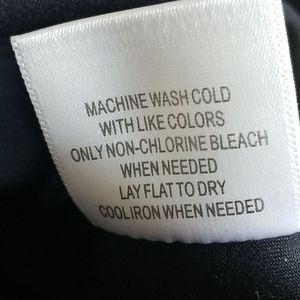 MACHINE WASH COLD
WITH LIKE COLORS
ONLY NON-CHLORINE BLEACH
WHEN NEEDED
LAY FLAT TO DRY
COOL IRON WHEN NEEDED